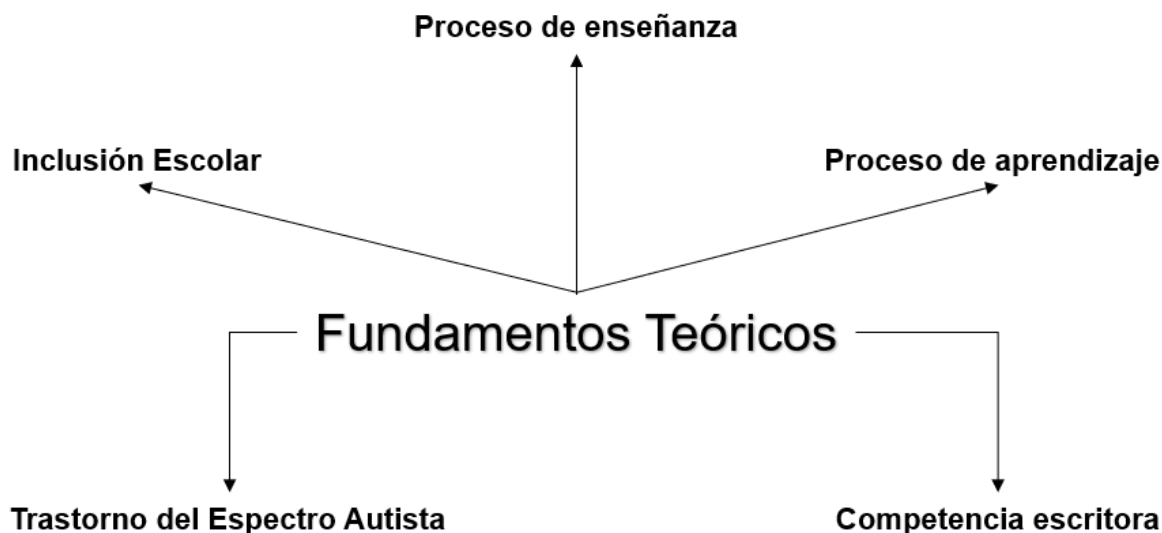 Proceso de enseñanza
Inclusión Escolar
Proceso de aprendizaje
Fundamentos Teóricos
Trastorno del Espectro Autista
Competencia escritora